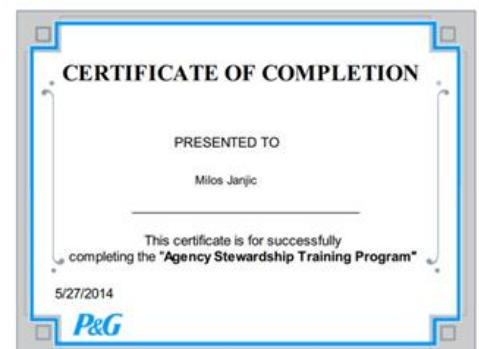 CERTIFICATE OF COMPLETION
PRESENTED TO
Milos Janjic
This certificate is for successfully
completing the "Agency Stewardship Training Program"
5/27/2014
P&G